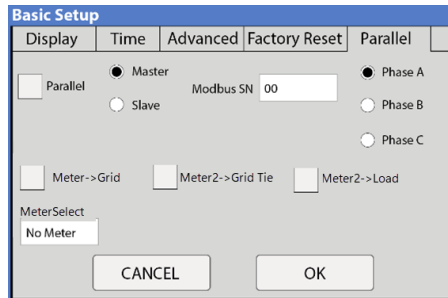 Basic Setup
Display Time Advanced Factory Reset Parallel
Parallel Master Modbus SN 00 Phase A
Slave Phase B
Phase C
Meter->Grid Meter2->Grid Tie Meter2->Load
MeterSelect
No Meter
CANCEL OK